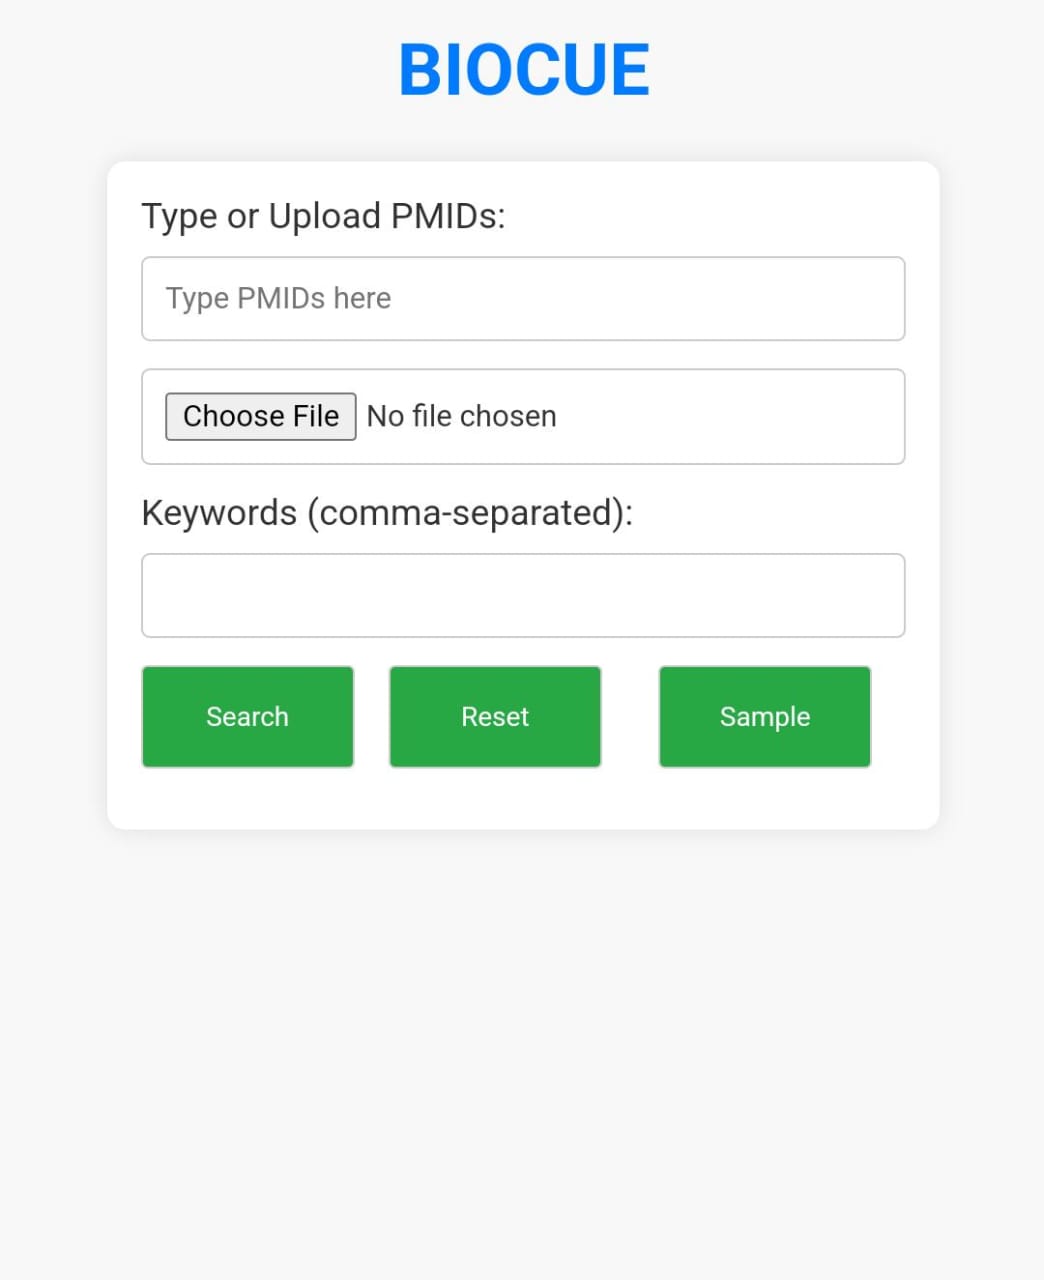 BIOCUE
Type or Upload PMIDs:
Type PMIDs here
Choose File No file chosen
Keywords (comma-separated):
Search Reset Sample